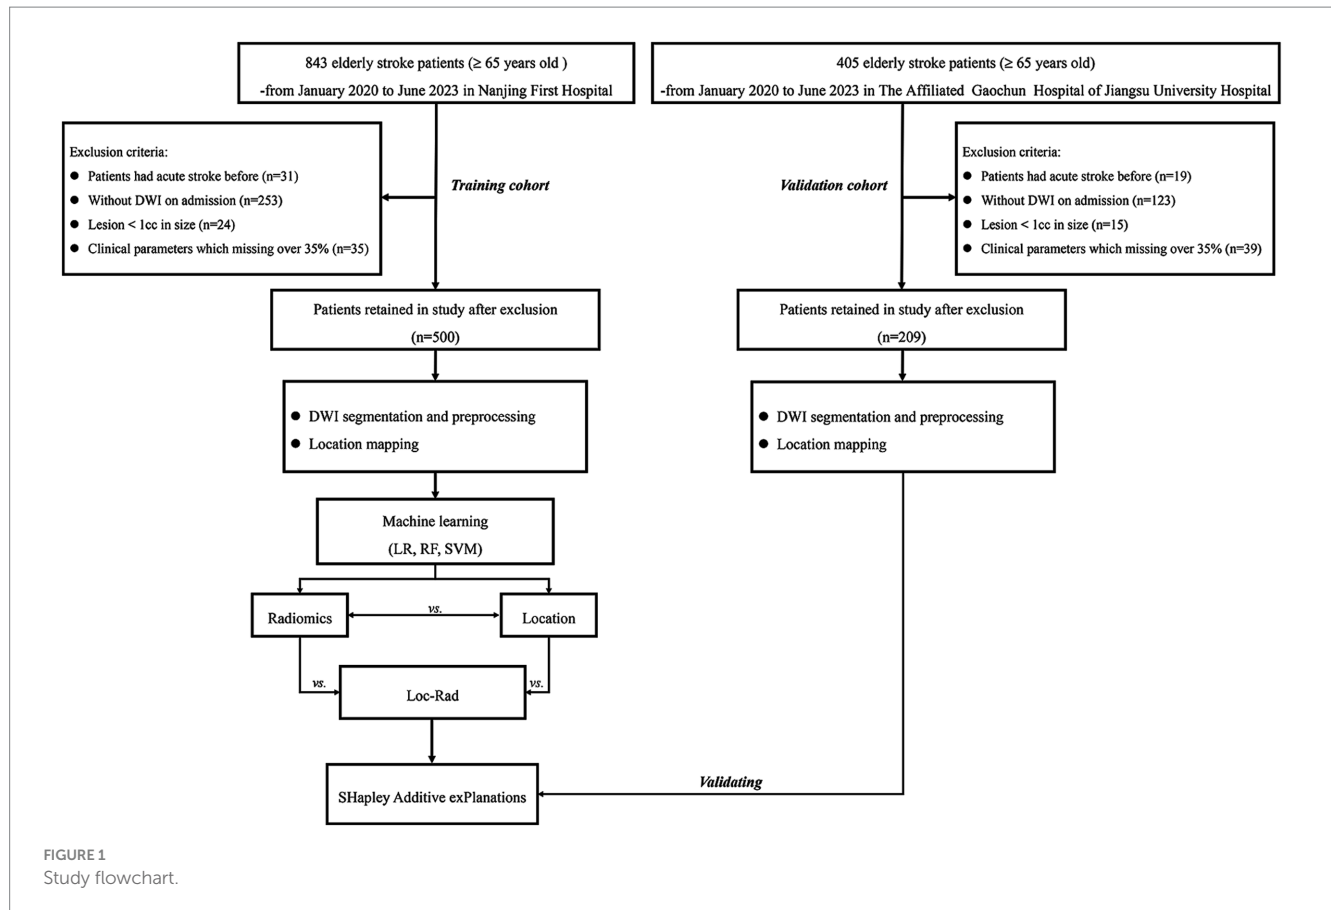 843 elderly stroke patients (≥ 65 years old )
-from January 2020 to June 2023 in Nanjing First Hospital
405 elderly stroke patients (≥ 65 years old)
-from January 2020 to June 2023 in The Affiliated Gaochun Hospital of Jiangsu University Hospital
Exclusion criteria:
● Patients had acute stroke before (n=31)
● Without DWI on admission (n=253)
● Lesion < 1cc in size (n=24)
● Clinical parameters which missing over 35% (n=35)
Training cohort
Validation cohort
Exclusion criteria:
● Patients had acute stroke before (n=19)
● Without DWI on admission (n=123)
● Lesion < 1cc in size (n=15)
● Clinical parameters which missing over 35% (n=39)
Patients retained in study after exclusion
(n=500)
Patients retained in study after exclusion
(n=209)
● DWI segmentation and preprocessing
● Location mapping
● DWI segmentation and preprocessing
● Location mapping
Machine learning
(LR, RF, SVM)
Radiomics
vs.
Location
vs.
vs.
Loc-Rad
SHapley Additive exPlanations
Validating
FIGURE 1
Study flowchart.